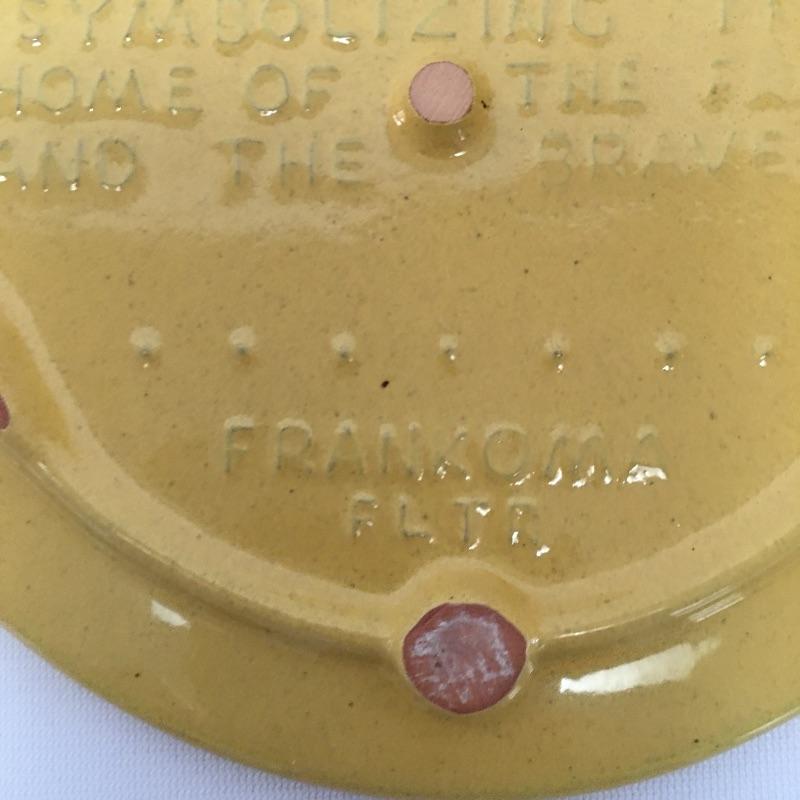 SYMBOLIZING
HOME OF THE
AND THE BRAVE
FRANKOMA
FLTR